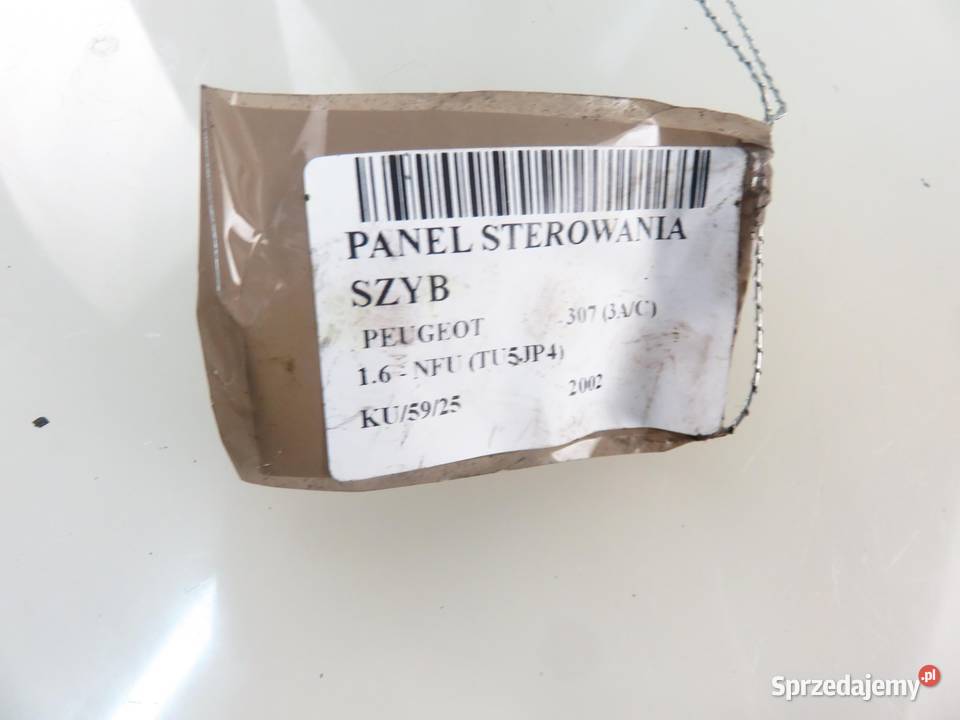 PANEL STEROWANIA
SZYB
PEUGEOT 307 (3A/C)
1.6 - NFU (TU5JP4)
KU/59/25 2002
Sprzedajemy.pl